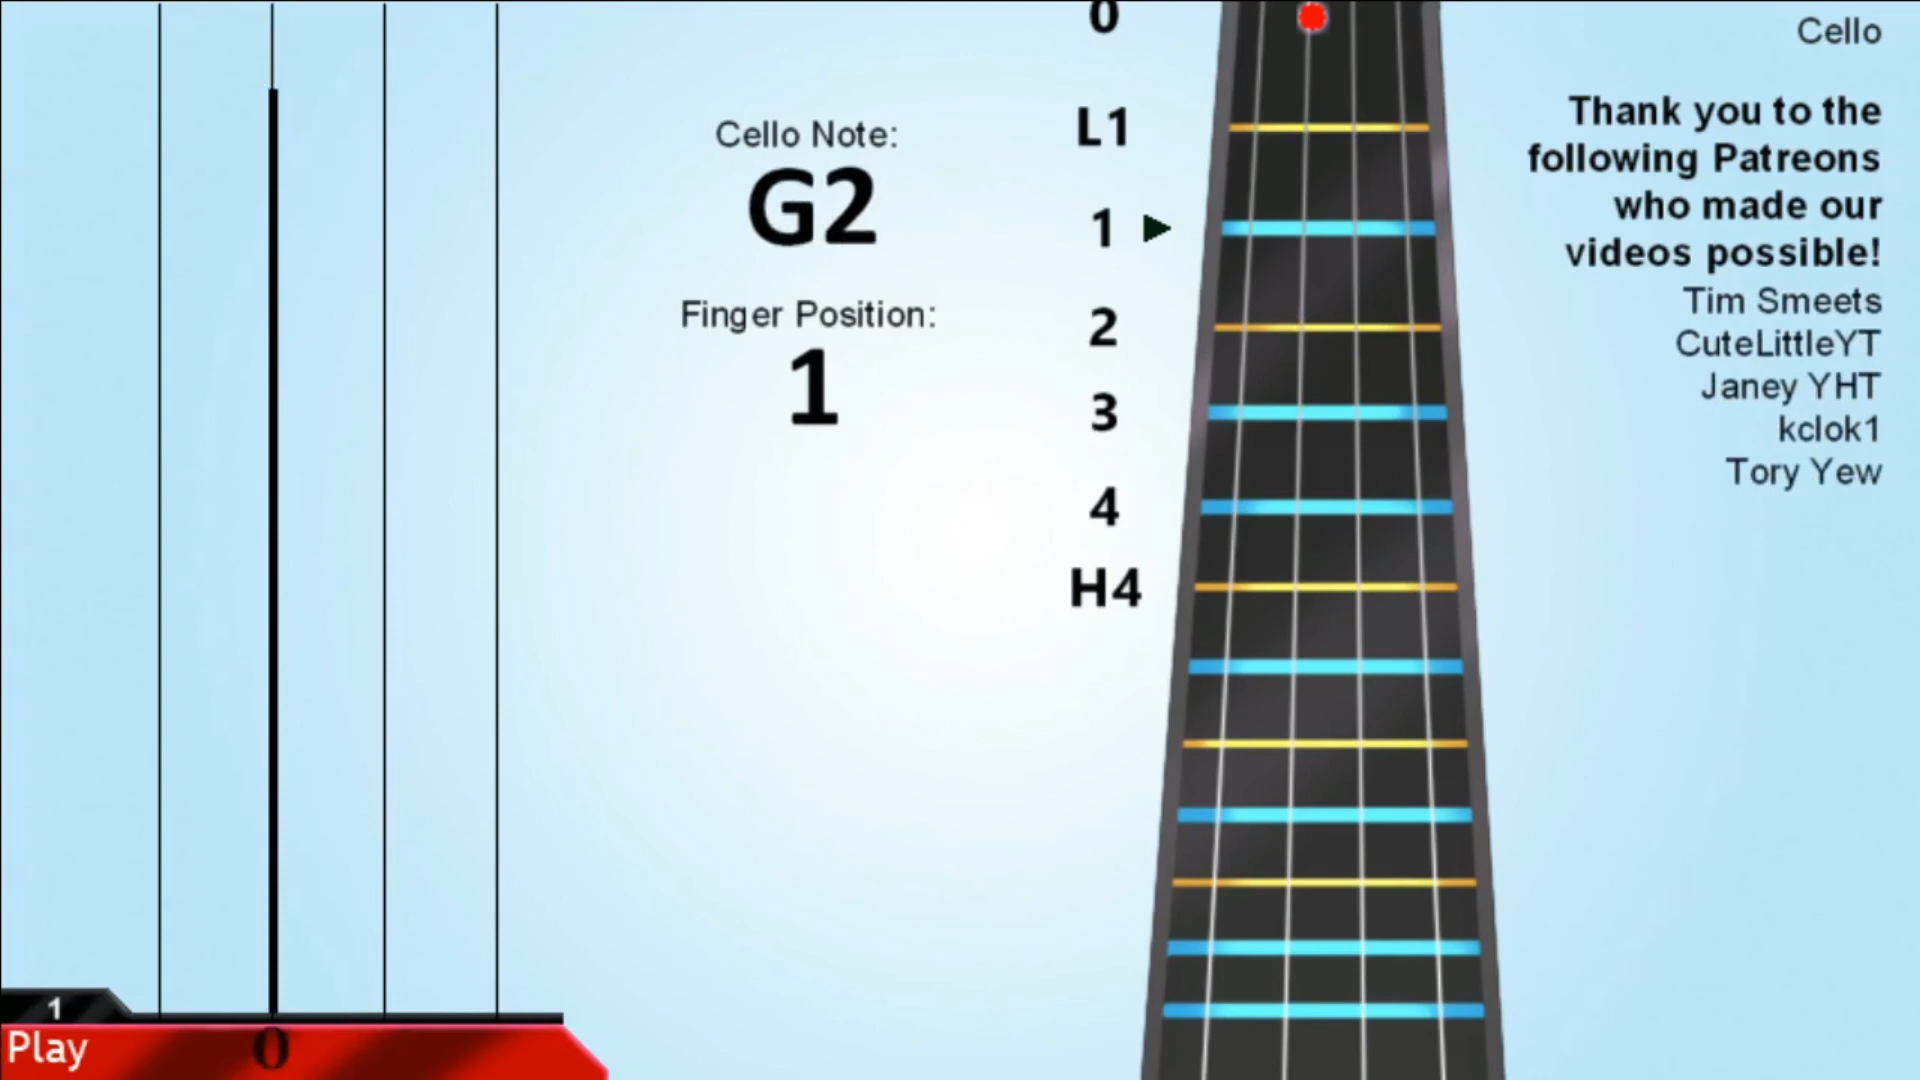 Cello Note:
G2
Finger Position:
1
0
L1
1
2
3
4
H4
Cello
Thank you to the
following Patreons
who made our
videos possible!
Tim Smeets
CuteLittleYT
Janey YHT
kclok1
Tory Yew
1
Play
0